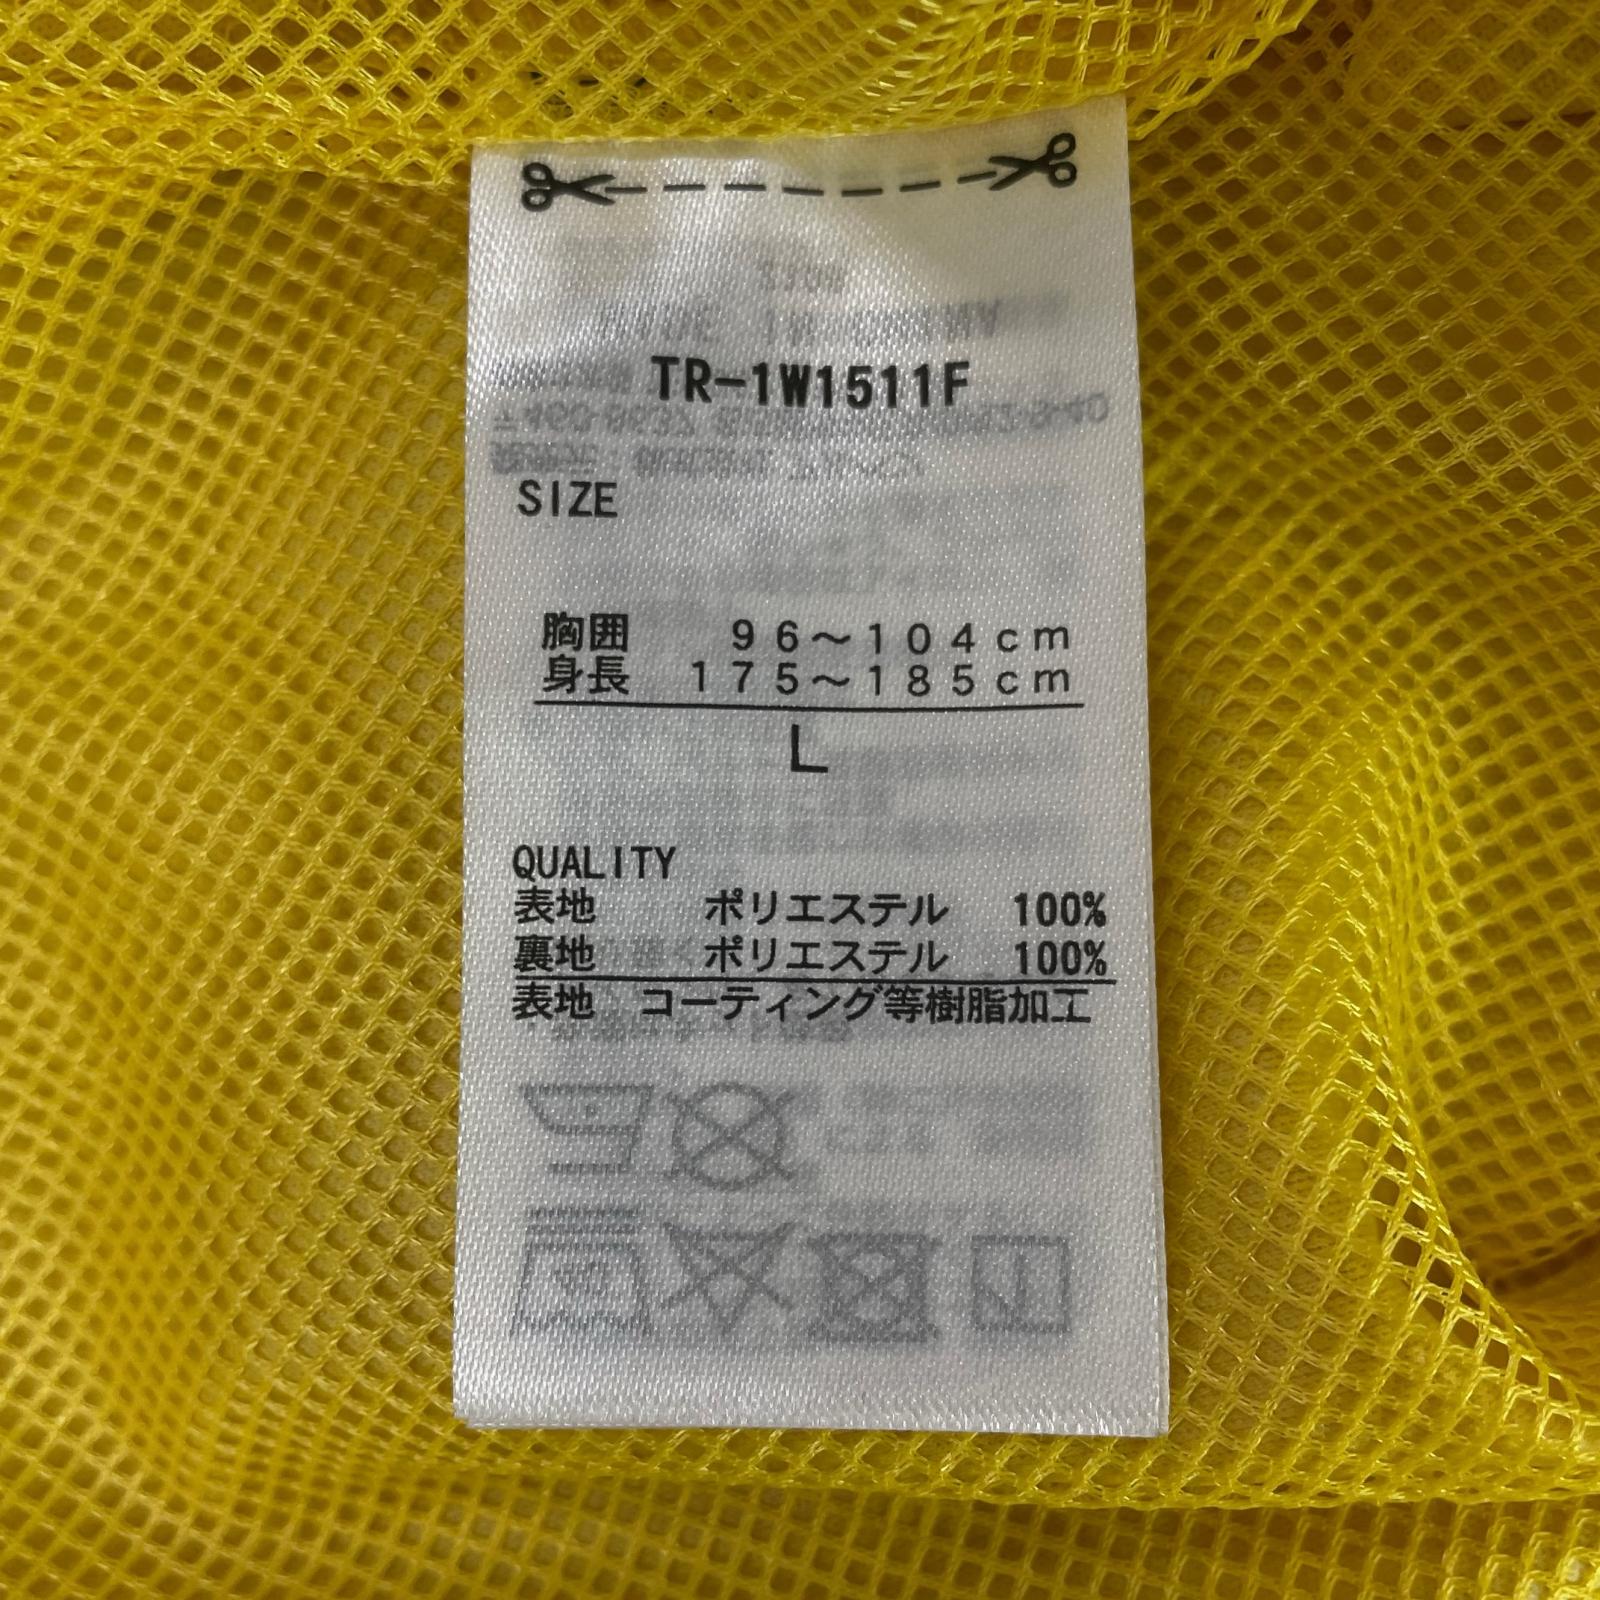 TR-1W1511F
SIZE
胸囲 96～104cm
身長 175～185cm
L
QUALITY
表地 ポリエステル 100%
裏地 ポリエステル 100%
表地 コーティング等樹脂加工